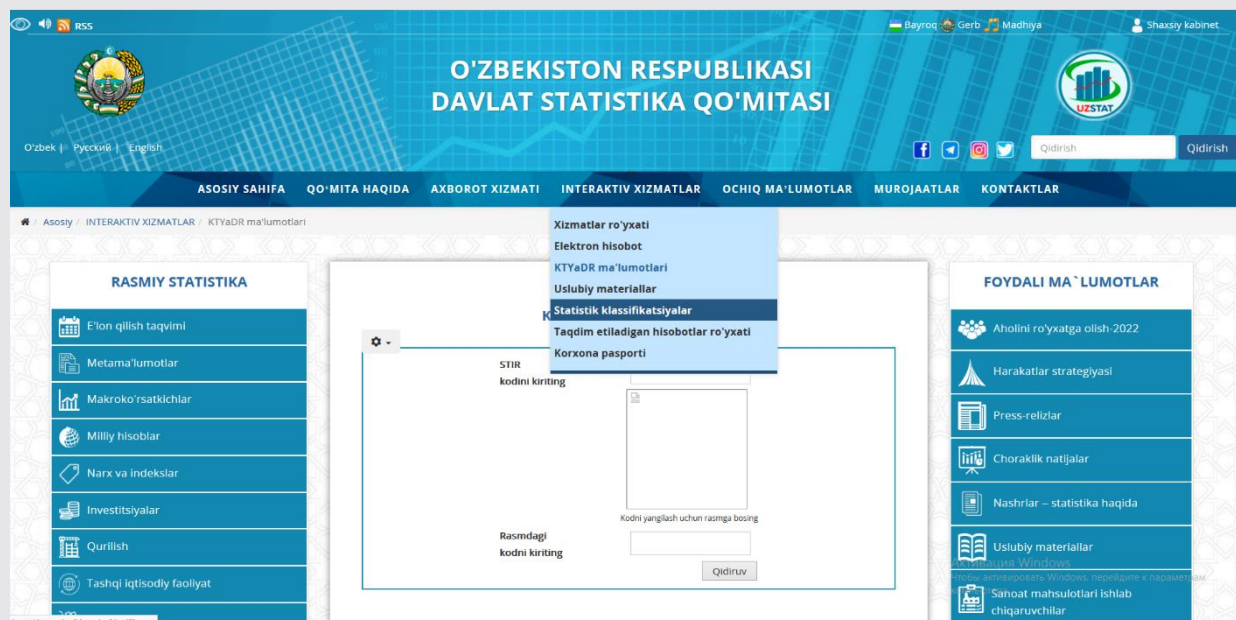 RSS
Bayroq Gerb Madhiya
Shaxsiy kabinet
O'ZBEKISTON RESPUBLIKASI
DAVLAT STATISTIKA QO'MITASI
UZSTAT
O'zbek | Русский | English
Qidirish Qidirish
ASOSIY SAHIFA QO'MITA HAQIDA AXBOROT XIZMATI INTERAKTIV XIZMATLAR OCHIQ MA'LUMOTLAR MUROJAATLAR KONTAKTLAR
/ Asosiy / INTERAKTIV XIZMATLAR / KTYaDR ma'lumotlari
Xizmatlar ro'yxati
Elektron hisobot
KTYaDR ma'lumotlari
Uslubiy materiallar
Statistik klassifikatsiyalar
Taqdim etiladigan hisobotlar ro'yxati
Korxona pasporti
RASMIY STATISTIKA
E'lon qilish taqvimi
Metama'lumotlar
Makroko'rsatkichlar
Milliy hisoblar
Narx va indekslar
Investitsiyalar
Qurilish
Tashqi iqtisodiy faoliyat
K
STIR
kodini kiriting
Kodni yangilash uchun rasmga bosing
Rasmdagi
kodni kiriting
Qidiruv
FOYDALI MA`LUMOTLAR
Aholini ro'yxatga olish-2022
Harakatlar strategiyasi
Press-relizlar
Choraklik natijalar
Nashrlar – statistika haqida
Uslubiy materiallar
Активация Windows
Чтобы активировать Windows, перейдите к параметрам
Sanoat mahsulotlari ishlab
chiqaruvchilar